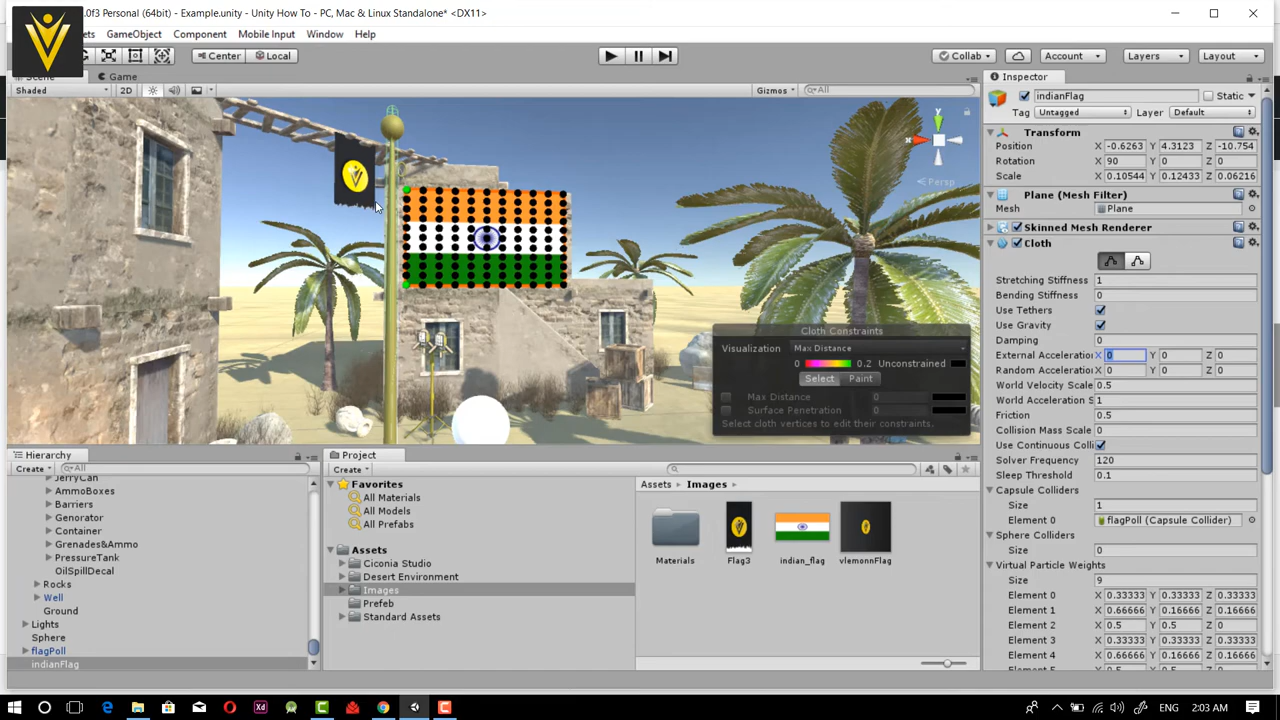 .0f3 Personal (64bit) - Example.unity - Unity How To - PC, Mac & Linux Standalone* <DX11>
ets GameObject Component Mobile Input Window Help
Center Local Collab Account Layers Layout
Scene Game
Shaded 2D Gizmos All
y x
Persp
Cloth Constraints
Visualization Max Distance
0 0.2 Unconstrained
Select Paint
Max Distance 0
Surface Penetration 0
Select cloth vertices to edit their constraints.
Hierarchy
Create All
JerryCan
AmmoBoxes
Barriers
Genorator
Container
Grenades&Ammo
PressureTank
OilSpillDecal
Rocks
Well
Ground
Lights
Sphere
flagPoll
indianFlag
Project
Create
Favorites
All Materials
All Models
All Prefabs
Assets
Ciconia Studio
Desert Environment
Images
Prefeb
Standard Assets
Assets Images
Materials Flag3 indian_flag vlemonnFlag
Inspector
indianFlag Static
Tag Untagged Layer Default
Transform
Position X -0.6263 Y 4.3123 Z -10.754
Rotation X 90 Y 0 Z 0
Scale X 0.10544 Y 0.12433 Z 0.06216
Plane (Mesh Filter)
Mesh Plane
Skinned Mesh Renderer
Cloth
Stretching Stiffness 1
Bending Stiffness 0
Use Tethers
Use Gravity
Damping 0
External Acceleratio X 0 Y 0 Z 0
Random Acceleratio X 0 Y 0 Z 0
World Velocity Scale 0.5
World Acceleration S 1
Friction 0.5
Collision Mass Scale 0
Use Continuous Colli
Solver Frequency 120
Sleep Threshold 0.1
Capsule Colliders
Size 1
Element 0 flagPoll (Capsule Collider)
Sphere Colliders
Size 0
Virtual Particle Weights
Size 9
Element 0 X 0.33333 Y 0.33333 Z 0.33333
Element 1 X 0.66666 Y 0.16666 Z 0.16666
Element 2 X 0.5 Y 0.5 Z 0
Element 3 X 0.33333 Y 0.33333 Z 0.33333
Element 4 X 0.66666 Y 0.16666 Z 0.16666
Xd 2:03 AM